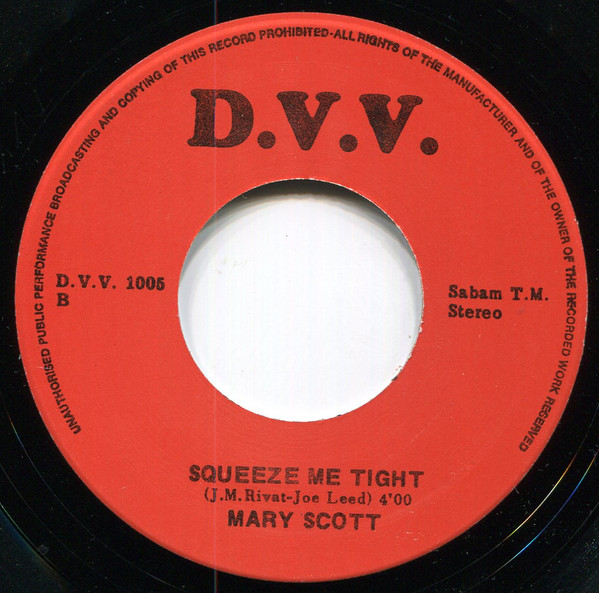 UNAUTHORISED PUBLIC PERFORMANCE BROADCASTING AND COPYING OF THIS RECORD PROHIBITED-ALL RIGHTS OF THE MANUFACTURER AND OF THE OWNER OF THE RECORDED WORK RESERVED
D.V.V.
D.V.V. 1005
B
Sabam T.M.
Stereo
SQUEEZE ME TIGHT
(J.M.Rivat-Joe Leed) 4'00
MARY SCOTT